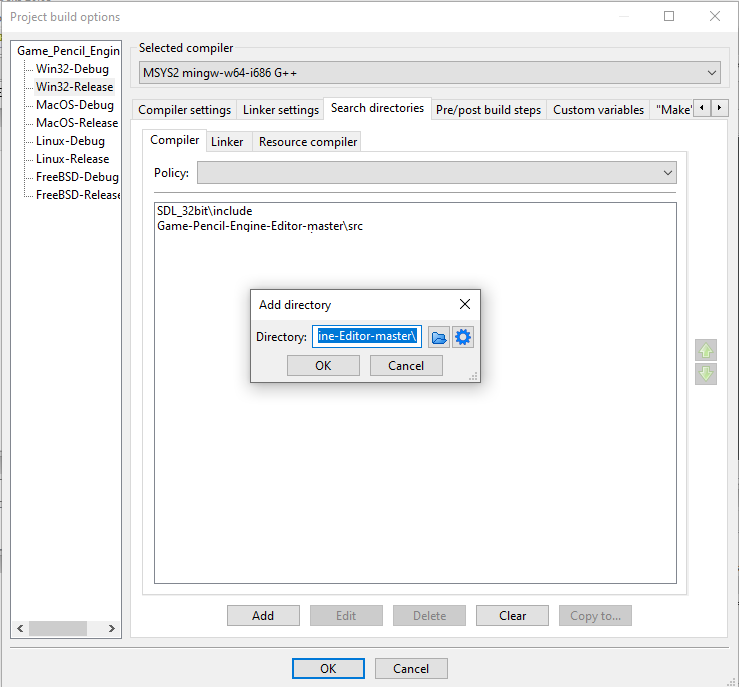 Project build options
Game_Pencil_Engin
Win32-Debug
Win32-Release
MacOS-Debug
MacOS-Release
Linux-Debug
Linux-Release
FreeBSD-Debug
FreeBSD-Release
Selected compiler
MSYS2 mingw-w64-i686 G++
Compiler settings Linker settings Search directories Pre/post build steps Custom variables "Make'
Compiler Linker Resource compiler
Policy:
SDL_32bit\include
Game-Pencil-Engine-Editor-master\src
Add directory
Directory: ine-Editor-master\
OK Cancel
Add Edit Delete Clear Copy to...
OK Cancel